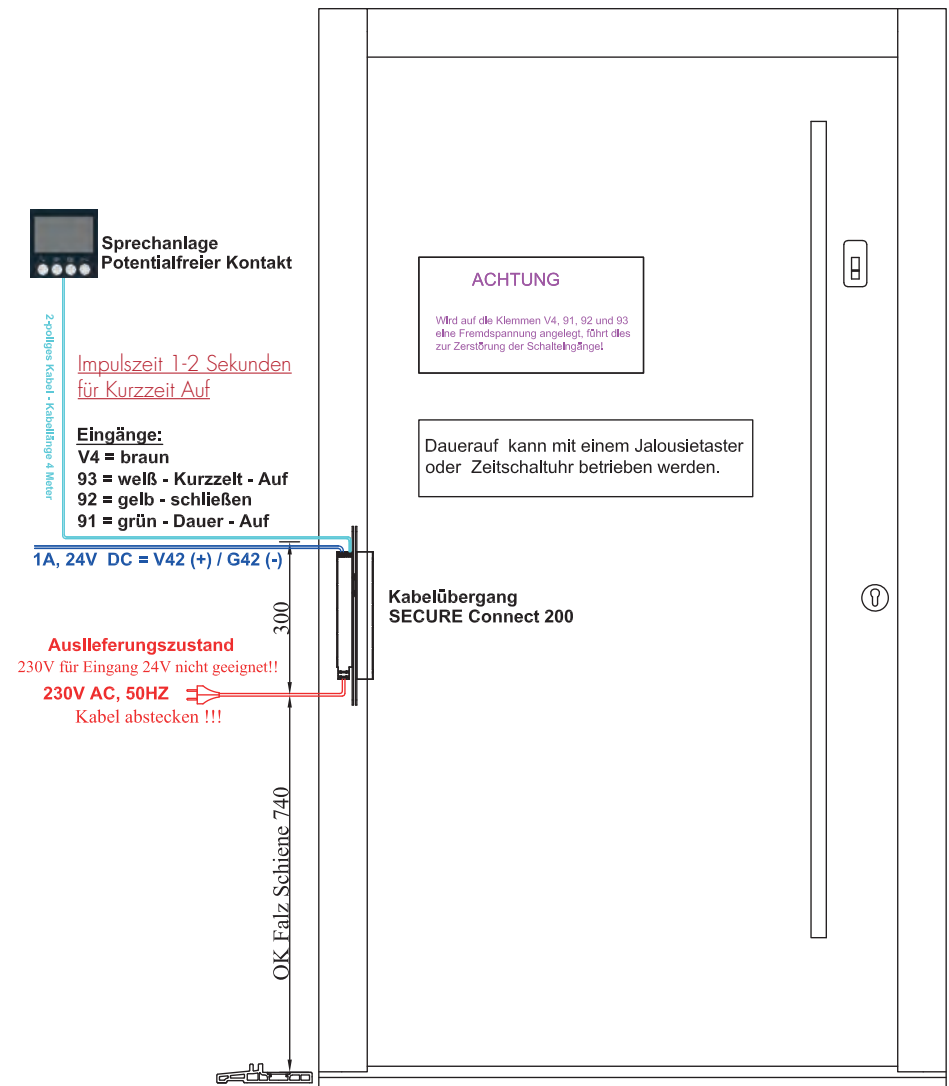 Sprechanlage
Potentialfreier Kontakt
2-poliges Kabel - Kabellänge 4 Meter
Impulszeit 1-2 Sekunden
für Kurzzeit Auf
Eingänge:
V4 = braun
93 = weiß - Kurzzeit - Auf
92 = gelb - schließen
91 = grün - Dauer - Auf
1A, 24V DC = V42 (+) / G42 (-)
300
Auslieferungszustand
230V für Eingang 24V nicht geeignet!!
230V AC, 50HZ
Kabel abstecken !!!
OK Falz Schiene 740
ACHTUNG
Wird auf die Klemmen V4, 91, 92 und 93
eine Fremdspannung angelegt, führt dies
zur Zerstörung der Schalteingänge!
Dauerauf kann mit einem Jalousietaster
oder Zeitschaltuhr betrieben werden.
Kabelübergang
SECURE Connect 200